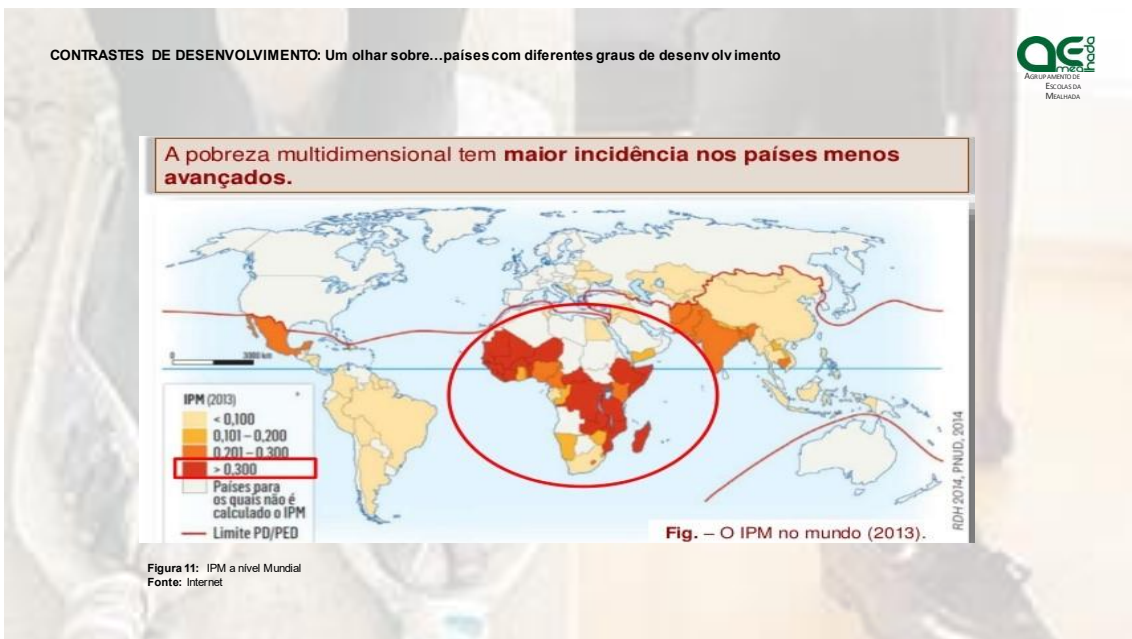 CONTRASTES DE DESENVOLVIMENTO: Um olhar sobre...países com diferentes graus de desenvolvimento
ae
mealhada
AGRUPAMENTO DE
ESCOLAS DA
MEALHADA
A pobreza multidimensional tem maior incidência nos países menos
avançados.
0 3000 km
IPM (2013)
< 0,100
0,101 – 0,200
0,201 – 0,300
> 0,300
Países para
os quais não é
calculado o IPM
Limite PD/PED
RDH 2014, PNUD, 2014
Fig. – O IPM no mundo (2013).
Figura 11: IPM a nível Mundial
Fonte: Internet